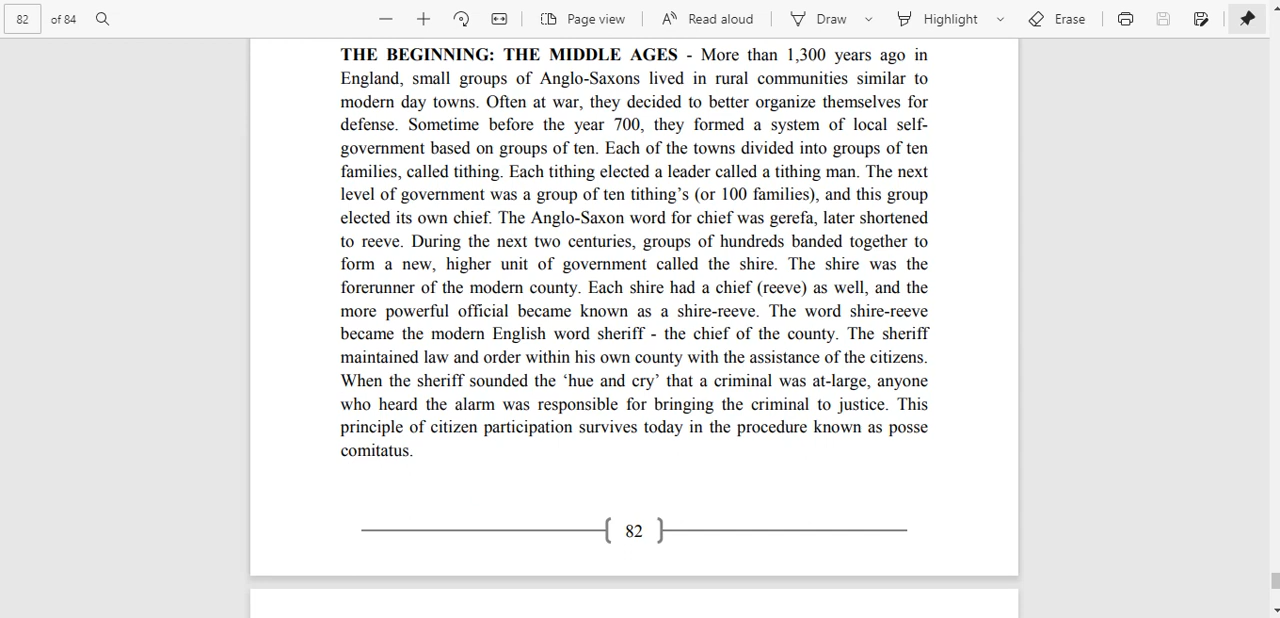 82 of 84 Page view Read aloud Draw Highlight Erase
THE BEGINNING: THE MIDDLE AGES - More than 1,300 years ago in
England, small groups of Anglo-Saxons lived in rural communities similar to
modern day towns. Often at war, they decided to better organize themselves for
defense. Sometime before the year 700, they formed a system of local self-
government based on groups of ten. Each of the towns divided into groups of ten
families, called tithing. Each tithing elected a leader called a tithing man. The next
level of government was a group of ten tithing’s (or 100 families), and this group
elected its own chief. The Anglo-Saxon word for chief was gerefa, later shortened
to reeve. During the next two centuries, groups of hundreds banded together to
form a new, higher unit of government called the shire. The shire was the
forerunner of the modern county. Each shire had a chief (reeve) as well, and the
more powerful official became known as a shire-reeve. The word shire-reeve
became the modern English word sheriff - the chief of the county. The sheriff
maintained law and order within his own county with the assistance of the citizens.
When the sheriff sounded the ‘hue and cry’ that a criminal was at-large, anyone
who heard the alarm was responsible for bringing the criminal to justice. This
principle of citizen participation survives today in the procedure known as posse
comitatus.
{ 82 }